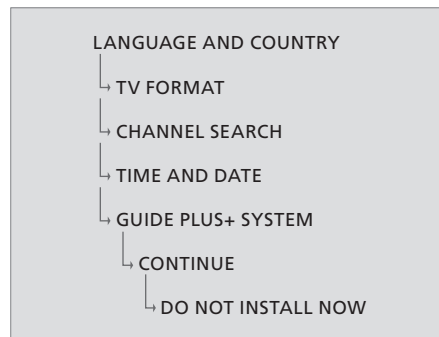 LANGUAGE AND COUNTRY
TV FORMAT
CHANNEL SEARCH
TIME AND DATE
GUIDE PLUS+ SYSTEM
CONTINUE
DO NOT INSTALL NOW